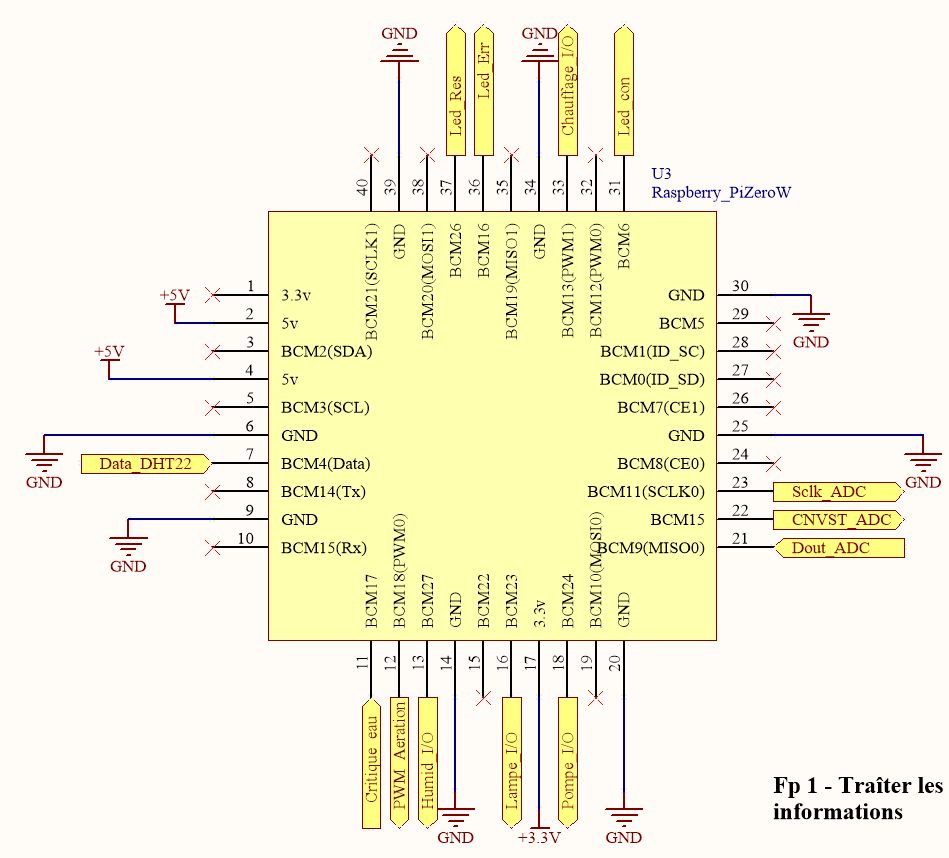 GND
Led_Res
Led_Err
GND
Chauffage_I/O
Led_con
40
39
38
37
36
35
34
33
32
31
U3
Raspberry_PiZeroW
BCM21(SCLK1)
GND
BCM20(MOSI1)
BCM26
BCM16
BCM19(MISO1)
GND
BCM13(PWM1)
BCM12(PWM0)
BCM6
1 3.3v
+5V
2 5v
3 BCM2(SDA)
+5V
4 5v
5 BCM3(SCL)
6 GND
GND
Data_DHT22 7 BCM4(Data)
8 BCM14(Tx)
9 GND
GND
10 BCM15(Rx)
GND 30
GND
BCM5 29
BCM1(ID_SC) 28
BCM0(ID_SD) 27
BCM7(CE1) 26
GND 25
GND
BCM8(CE0) 24
BCM11(SCLK0) 23 Sclk_ADC
BCM15 22 CNVST_ADC
BCM9(MISO0) 21 Dout_ADC
BCM17
BCM18(PWM0)
BCM27
GND
BCM22
BCM23
3.3v
BCM24
BCM10(MOSI0)
GND
11
12
13
14
15
16
17
18
19
20
Critique eau
PWM_Aeration
Humid_I/O
GND
Lampe_I/O
+3.3V
Pompe_I/O
GND
Fp 1 - Traîter les
informations